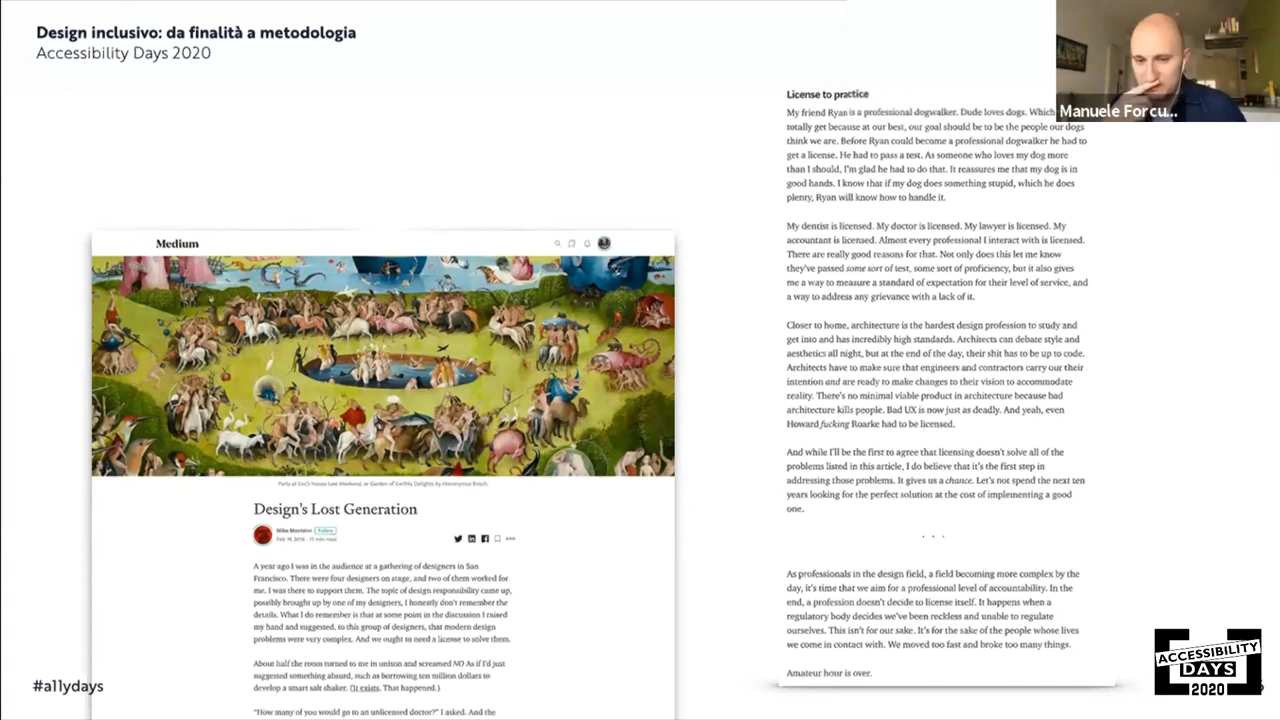 Design inclusivo: da finalità a metodologia
Accessibility Days 2020
Manuele Forcu...
Medium
Party at Eve's House Last Weekend, or Garden of Earthly Delights by Hieronymus Bosch.
Design's Lost Generation
Mike Monteiro Follow
A year ago I was in the audience at a gathering of designers in San
Francisco. There were four designers on stage, and two of them worked for
me. I was there to support them. The topic of design responsibility came up,
possibly brought up by one of my designers, I honestly don't remember the
details. What I do remember is that at some point in the discussion I raised
my hand and suggested, to this group of designers, that modern design
problems were very complex. And we ought to need a license to solve them.
About half the room turned to me in unison and screamed NO As if I'd just
suggested something absurd, such as borrowing ten million dollars to
develop a smart salt shaker. (It exists. That happened.)
"How many of you would go to an unlicensed doctor?" I asked. And the
License to practice
My friend Ryan is a professional dogwalker. Dude loves dogs. Which
totally get because at our best, our goal should be to be the people our dogs
think we are. Before Ryan could become a professional dogwalker he had to
get a license. He had to pass a test. As someone who loves my dog more
than I should, I'm glad he had to do that. It reassures me that my dog is in
good hands. I know that if my dog does something stupid, which he does
plenty, Ryan will know how to handle it.
My dentist is licensed. My doctor is licensed. My lawyer is licensed. My
accountant is licensed. Almost every professional I interact with is licensed.
There are really good reasons for that. Not only does this let me know
they've passed some sort of test, some sort of proficiency, but it also gives
me a way to measure a standard of expectation for their level of service, and
a way to address any grievance with a lack of it.
Closer to home, architecture is the hardest design profession to study and
get into and has incredibly high standards. Architects can debate style and
aesthetics all night, but at the end of the day, their shit has to be up to code.
Architects have to make sure that engineers and contractors carry our their
intention and are ready to make changes to their vision to accommodate
reality. There's no minimal viable product in architecture because bad
architecture kills people. Bad UX is now just as deadly. And yeah, even
Howard fucking Roarke had to be licensed.
And while I'll be the first to agree that licensing doesn't solve all of the
problems listed in this article, I do believe that it's the first step in
addressing those problems. It gives us a chance. Let's not spend the next ten
years looking for the perfect solution at the cost of implementing a good
one.
. . .
As professionals in the design field, a field becoming more complex by the
day, it's time that we aim for a professional level of accountability. In the
end, a profession doesn't decide to license itself. It happens when a
regulatory body decides we've been reckless and unable to regulate
ourselves. This isn't for our sake. It's for the sake of the people whose lives
we come in contact with. We moved too fast and broke too many things.
Amateur hour is over.
#a11ydays
ACCESSIBILITY
DAYS
2020